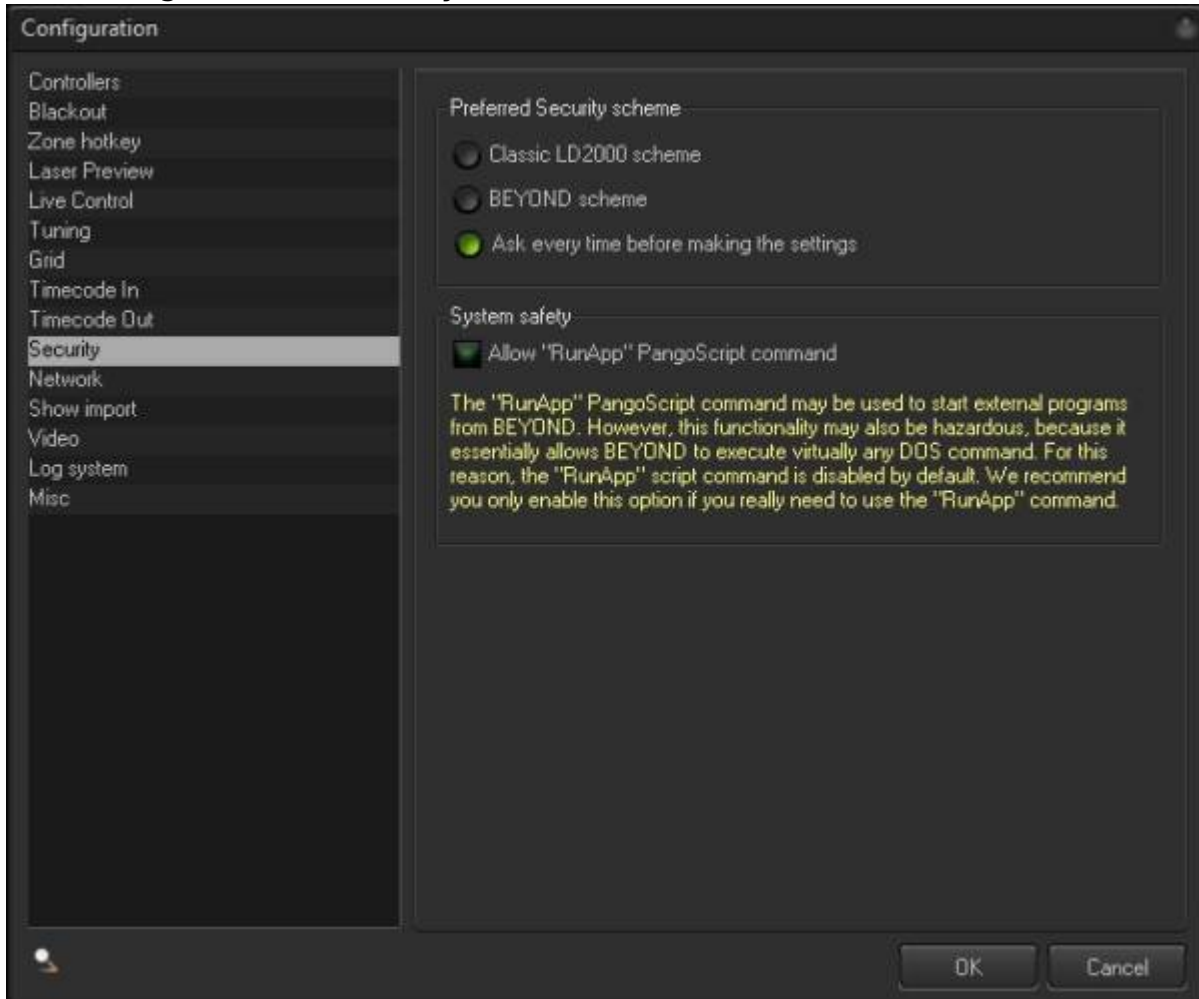 Configuration
Controllers
Blackout
Zone hotkey
Laser Preview
Live Control
Tuning
Grid
Timecode In
Timecode Out
Security
Network
Show import
Video
Log system
Misc
Preferred Security scheme
Classic LD2000 scheme
BEYOND scheme
Ask every time before making the settings
System safety
Allow "RunApp" PangoScript command
The "RunApp" PangoScript command may be used to start external programs
from BEYOND. However, this functionality may also be hazardous, because it
essentially allows BEYOND to execute virtually any DOS command. For this
reason, the "RunApp" script command is disabled by default. We recommend
you only enable this option if you really need to use the "RunApp" command.
OK
Cancel